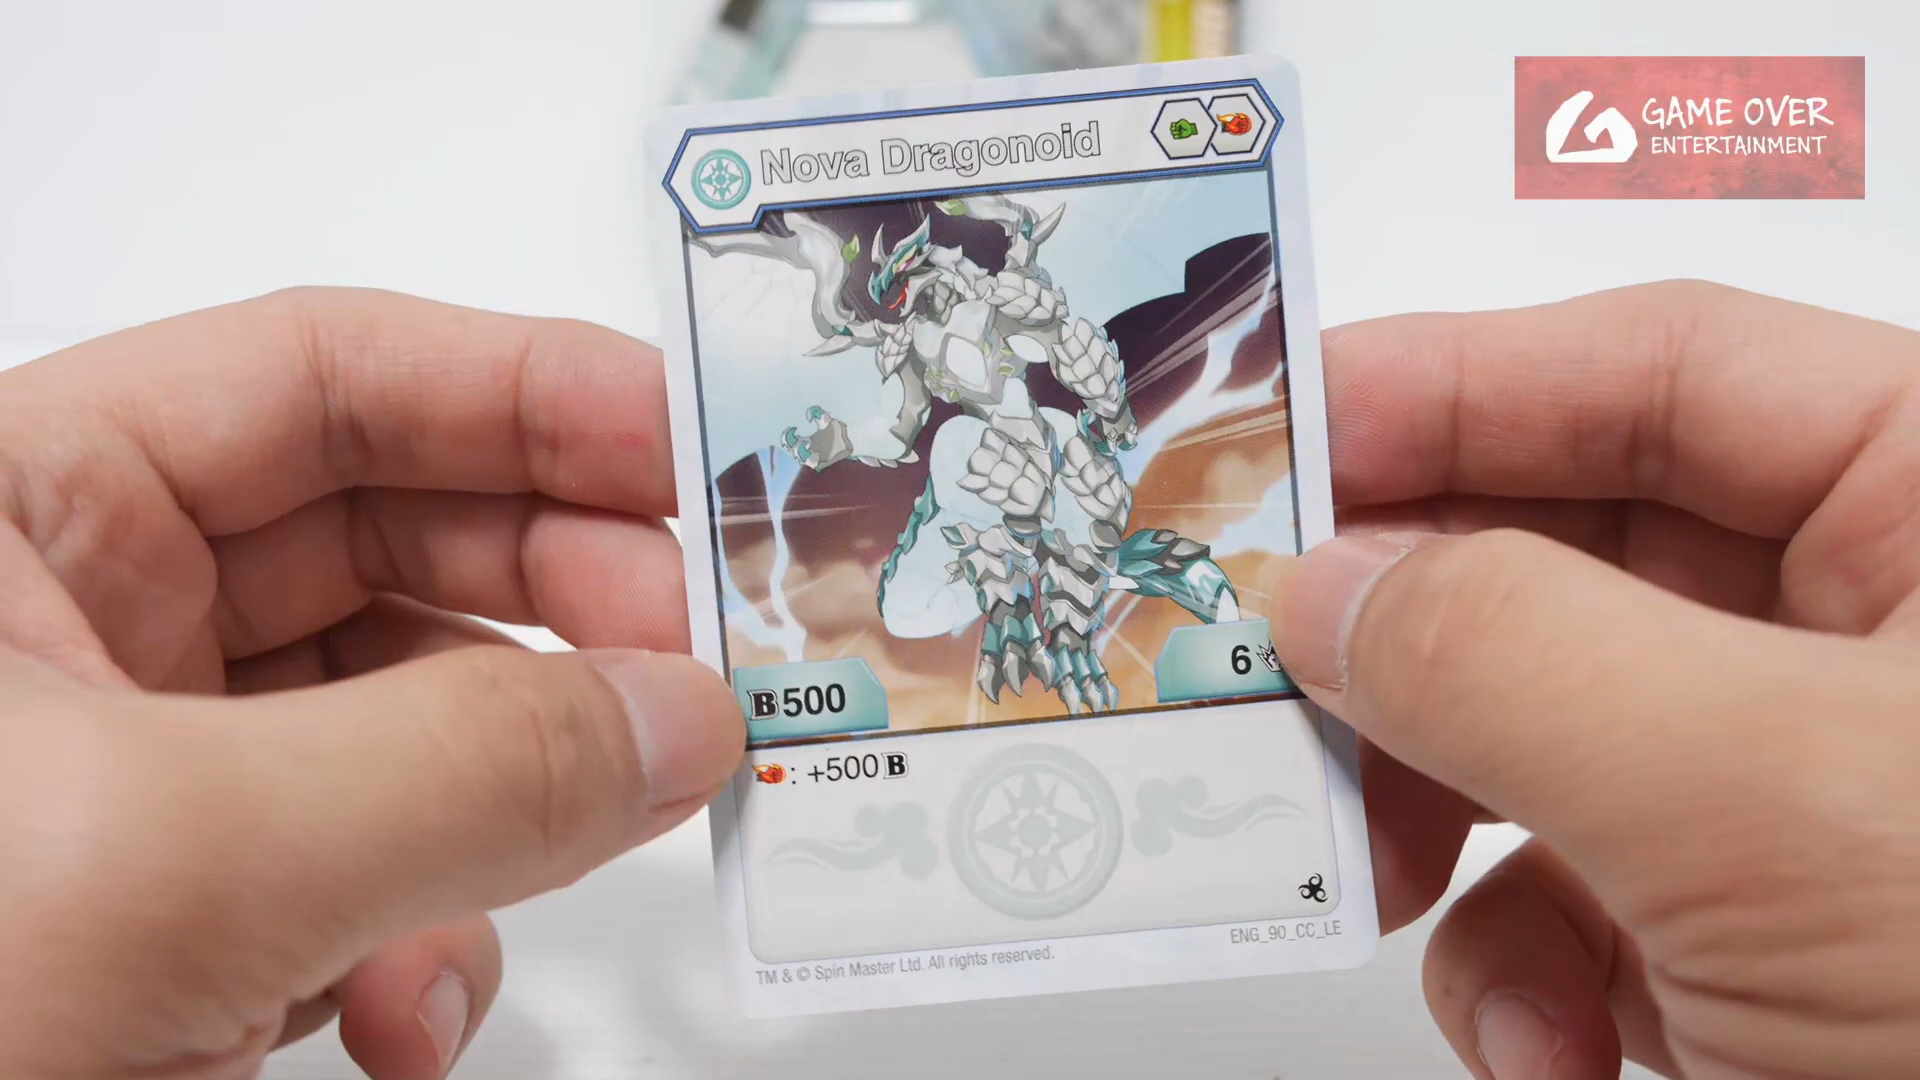 Nova Dragonoid
GAME OVER
ENTERTAINMENT
B500
6
: +500B
TM & © Spin Master Ltd. All rights reserved.
ENG_90_CC_LE